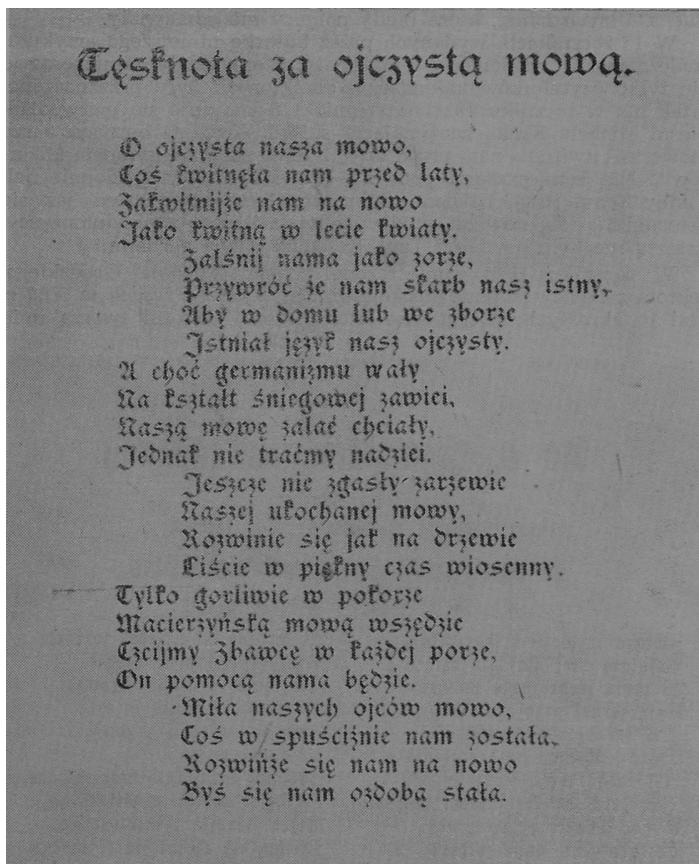 Tęsknota za ojczystą mową.
O ojczysta nasza mowo,
Coś kwitnęła nam przed laty,
Zakwitnijże nam na nowo
Jako kwitną w lecie kwiaty.
Zalśnij nama jako zorze,
Przywróć że nam skarb nasz istny,
Aby w domu lub we zborze
Istniał język nasz ojczysty.
A choć germanizmu wały
Na kształt śniegowej zawiei,
Naszą mowę zalać chciały,
Jednak nie traćmy nadziei.
Jeszcze nie zgasły zarzewie
Naszej ukochanej mowy,
Rozwinie się jak na drzewie
Liście w piękny czas wiosenny.
Tylko gorliwie w pokorze
Macierzyńską mową wszędzie
Czcijmy Zbawcę w każdej porze,
On pomocą nama będzie.
Miła naszych ojców mowo,
Coś w spuściźnie nam została,
Rozwińże się nam na nowo
Byś się nam ozdobą stała.